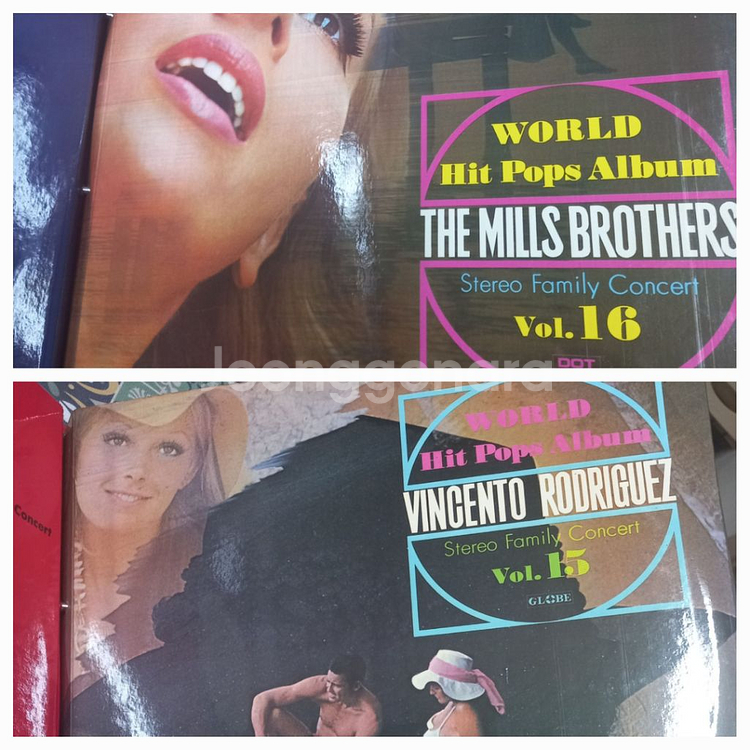 WORLD
Hit Pops Album
THE MILLS BROTHERS
Stereo Family Concert
Vol. 16
DOT
joonggonara
WORLD
Hit Pops Album
VINCENTO RODRIGUEZ
Stereo Family Concert
Vol. 15
GLOBE
Concert